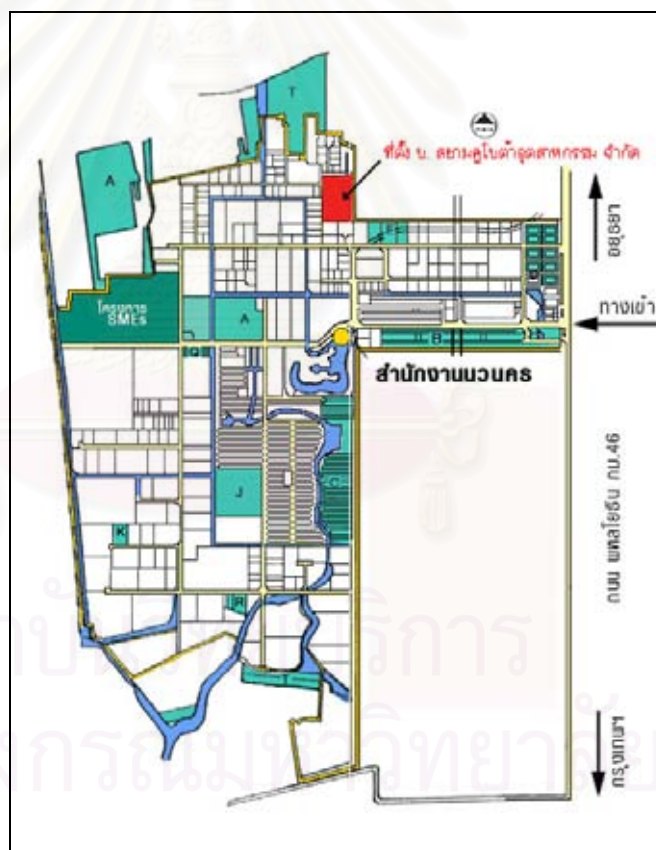 T
ที่ตั้ง บ. สยามคูโบต้าอุตสาหกรรม จำกัด
A
อยุธยา
โครงการ
SMEs
A
ทางเข้า
B
สำนักงานนวนคร
J
C
K
R
ถนน พหลโยธิน กม.46
กรุงเทพฯ